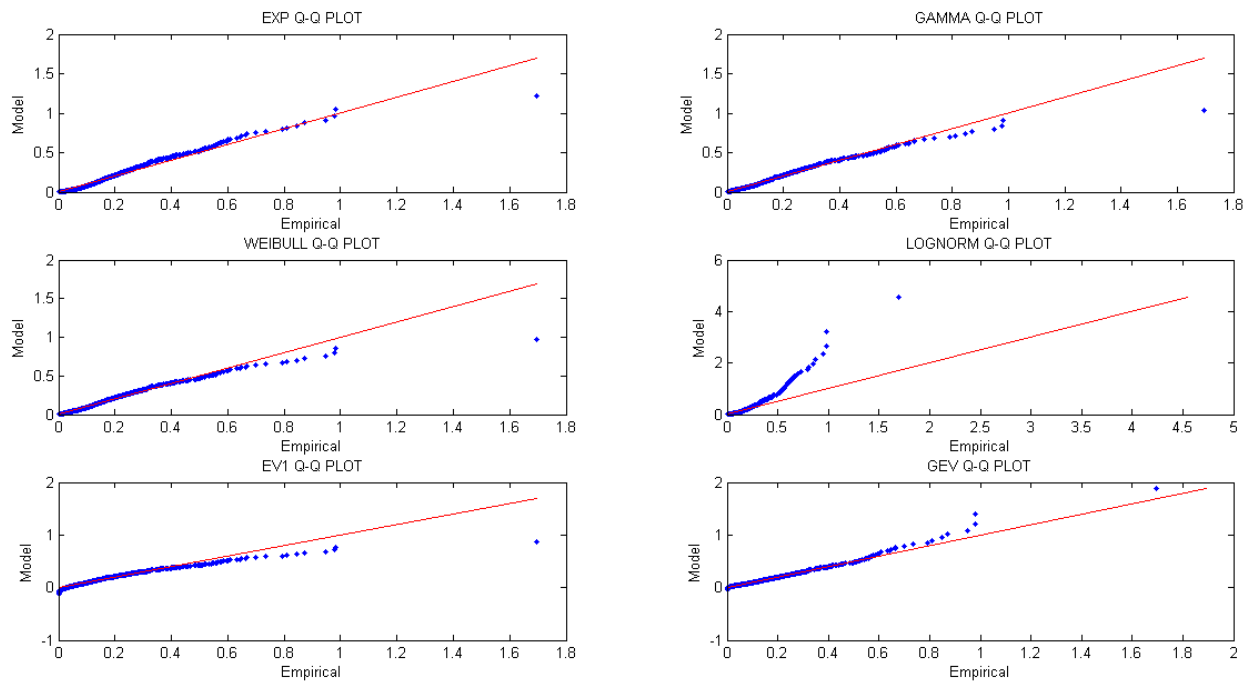 EXP Q-Q PLOT
2
1.5
1
0.5
0
Model
0 0.2 0.4 0.6 0.8 1 1.2 1.4 1.6 1.8
Empirical
GAMMA Q-Q PLOT
2
1.5
1
0.5
0
Model
0 0.2 0.4 0.6 0.8 1 1.2 1.4 1.6 1.8
Empirical
WEIBULL Q-Q PLOT
2
1.5
1
0.5
0
Model
0 0.2 0.4 0.6 0.8 1 1.2 1.4 1.6 1.8
Empirical
LOGNORM Q-Q PLOT
6
4
2
0
Model
0 0.5 1 1.5 2 2.5 3 3.5 4 4.5 5
Empirical
EV1 Q-Q PLOT
2
1
0
-1
Model
0 0.2 0.4 0.6 0.8 1 1.2 1.4 1.6 1.8
Empirical
GEV Q-Q PLOT
2
1
0
-1
Model
0 0.2 0.4 0.6 0.8 1 1.2 1.4 1.6 1.8 2
Empirical